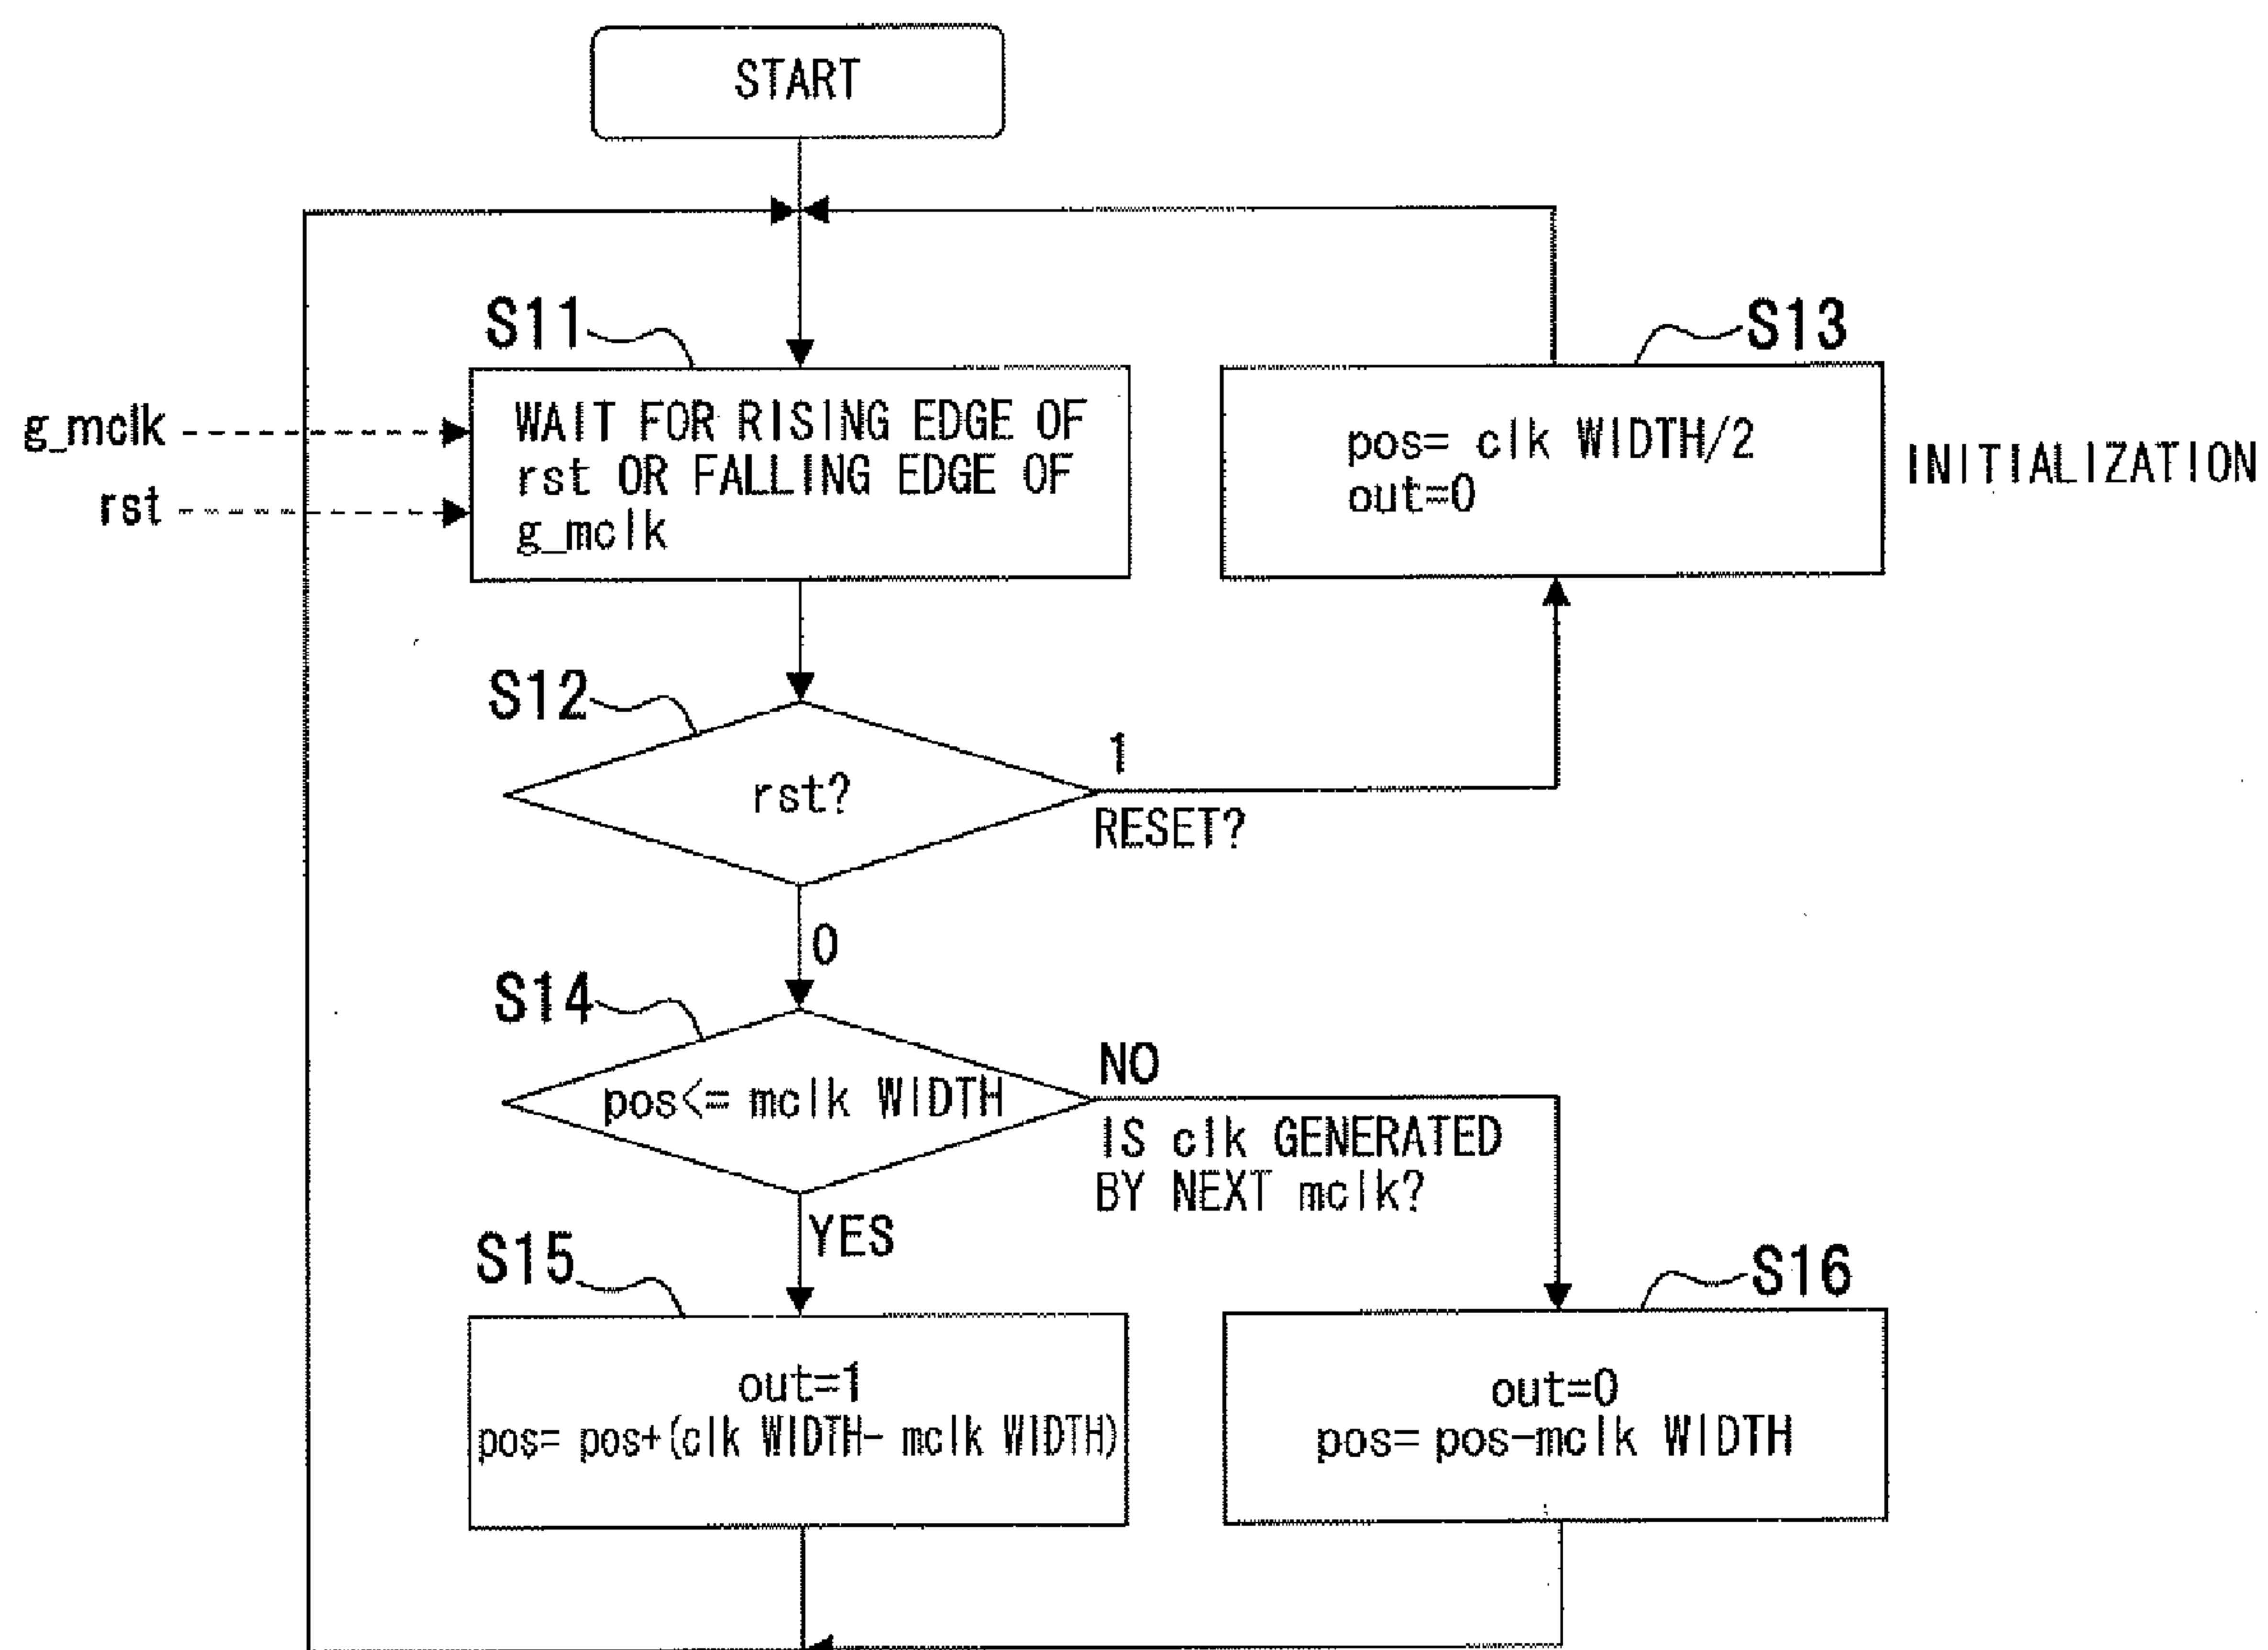 START
S11
S13
g_mclk
rst
WAIT FOR RISING EDGE OF
rst OR FALLING EDGE OF
g_mclk
pos= clk WIDTH/2
out=0
INITIALIZATION
S12
rst?
1
RESET?
0
S14
pos<= mclk WIDTH
NO
IS clk GENERATED
BY NEXT mclk?
YES
S15
S16
out=1
pos= pos+(clk WIDTH- mclk WIDTH)
out=0
pos= pos-mclk WIDTH